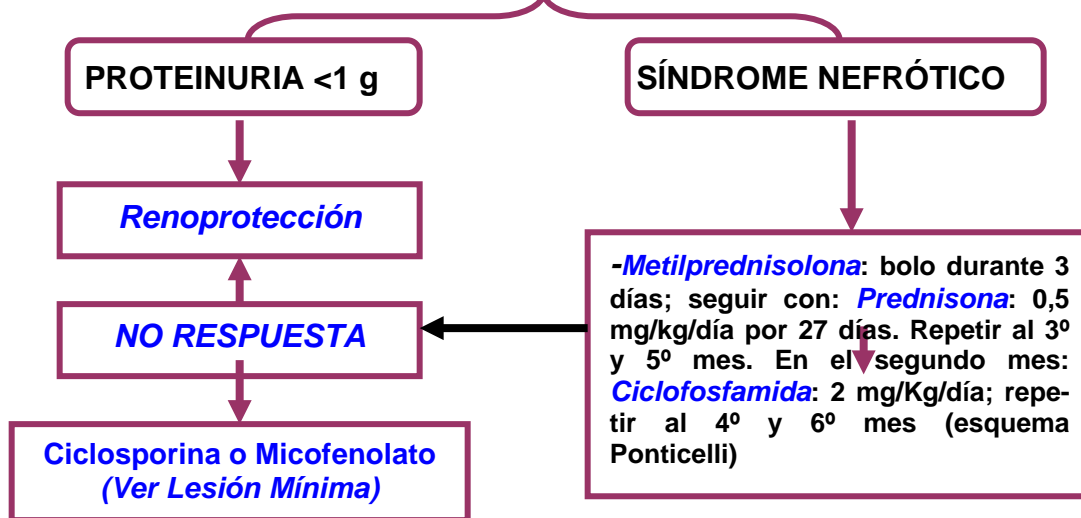 PROTEINURIA <1 g
SÍNDROME NEFRÓTICO
Renoprotección
NO RESPUESTA
Ciclosporina o Micofenolato
(Ver Lesión Mínima)
-Metilprednisolona: bolo durante 3
días; seguir con: Prednisona: 0,5
mg/kg/día por 27 días. Repetir al 3º
y 5º mes. En el segundo mes:
Ciclofosfamida: 2 mg/Kg/día; repe-
tir al 4º y 6º mes (esquema
Ponticelli)